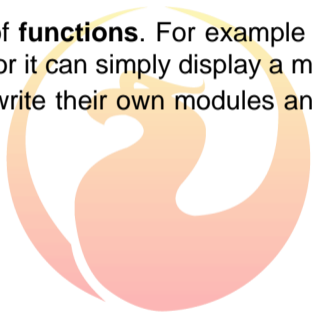 of functions. For example
or it can simply display a m
write their own modules an